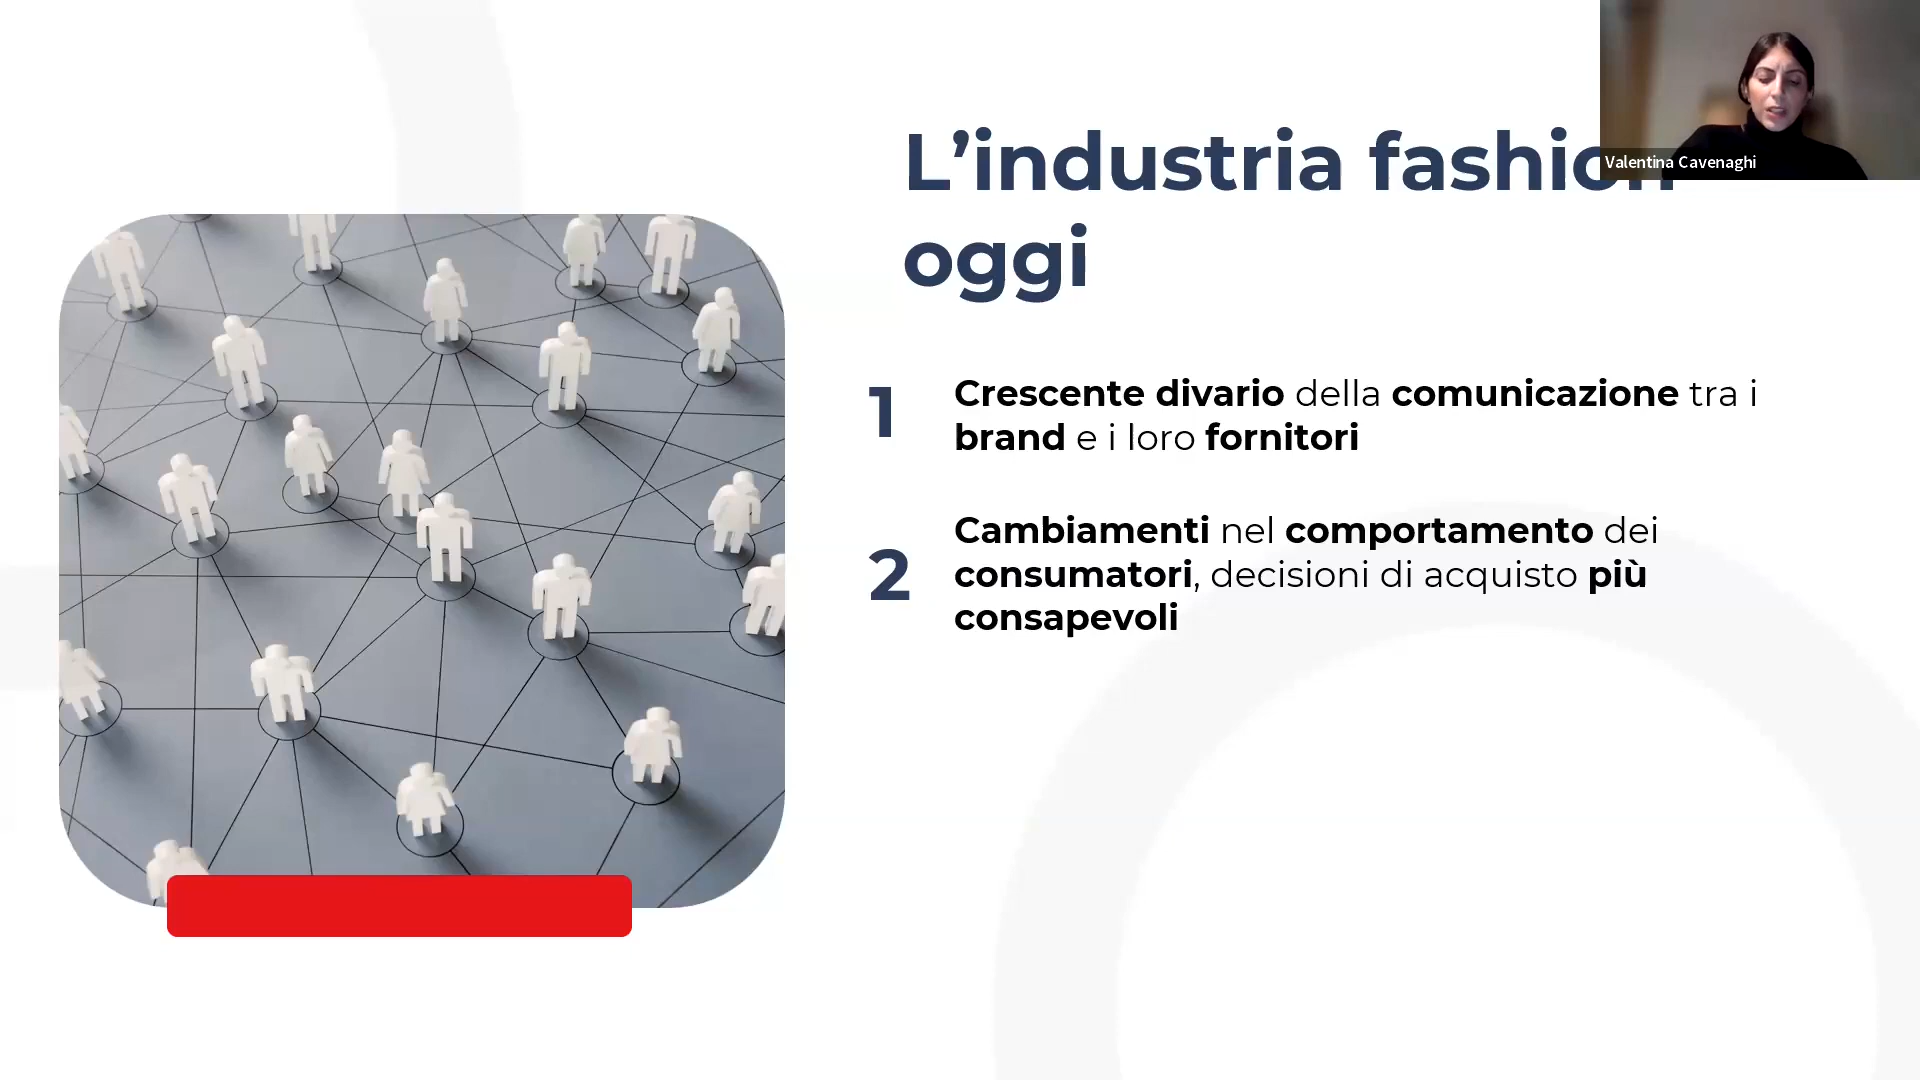 L’industria fashion
oggi
Valentina Cavenaghi
1
Crescente divario della comunicazione tra i
brand e i loro fornitori
2
Cambiamenti nel comportamento dei
consumatori, decisioni di acquisto più
consapevoli